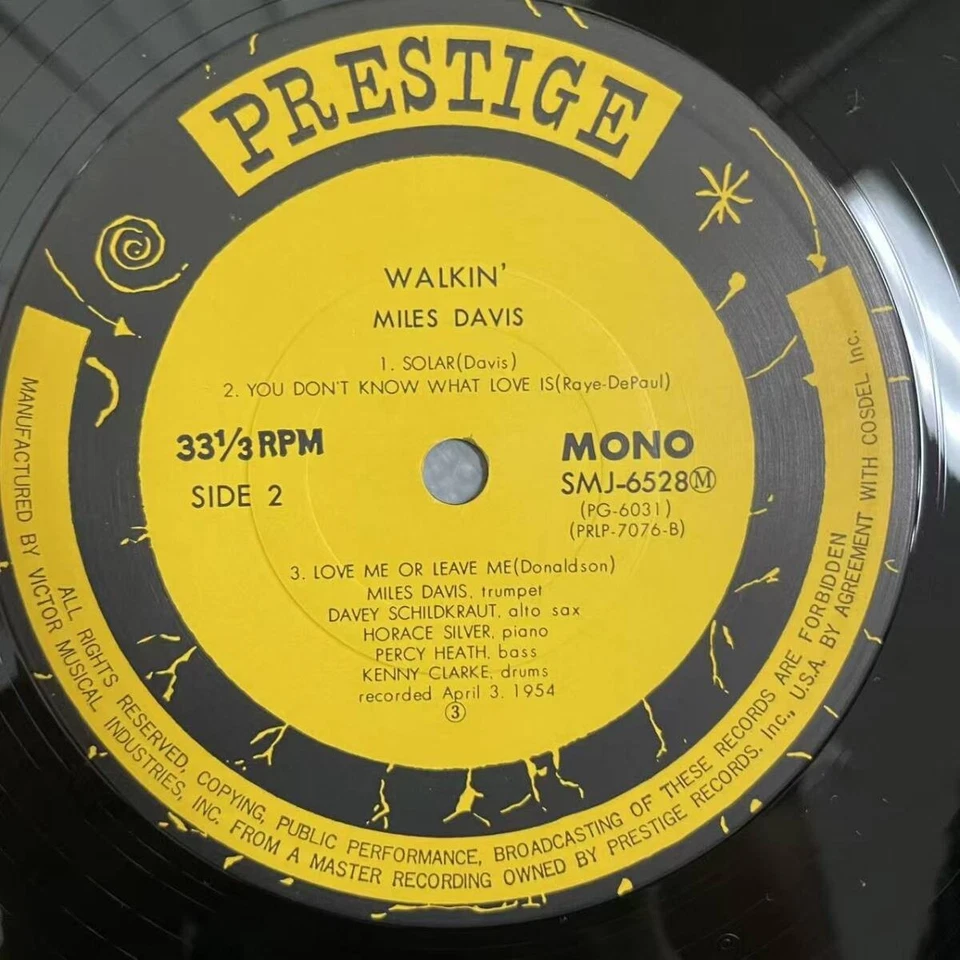 PRESTIGE
WALKIN'
MILES DAVIS
1. SOLAR(Davis)
2. YOU DON'T KNOW WHAT LOVE IS(Raye-DePaul)
33 1/3 RPM
SIDE 2
MONO
SMJ-6528Ⓜ
(PG-6031)
(PRLP-7076-B)
3. LOVE ME OR LEAVE ME(Donaldson)
MILES DAVIS, trumpet
DAVEY SCHILDKRAUT, alto sax
HORACE SILVER, piano
PERCY HEATH, bass
KENNY CLARKE, drums
recorded April 3. 1954
③
ALL RIGHTS RESERVED, COPYING, PUBLIC PERFORMANCE, BROADCASTING OF THESE RECORDS ARE FORBIDDEN
MANUFACTURED BY VICTOR MUSICAL INDUSTRIES, INC. FROM A MASTER RECORDING OWNED BY PRESTIGE RECORDS. Inc., U.S.A. BY AGREEMENT WITH COSDEL Inc.